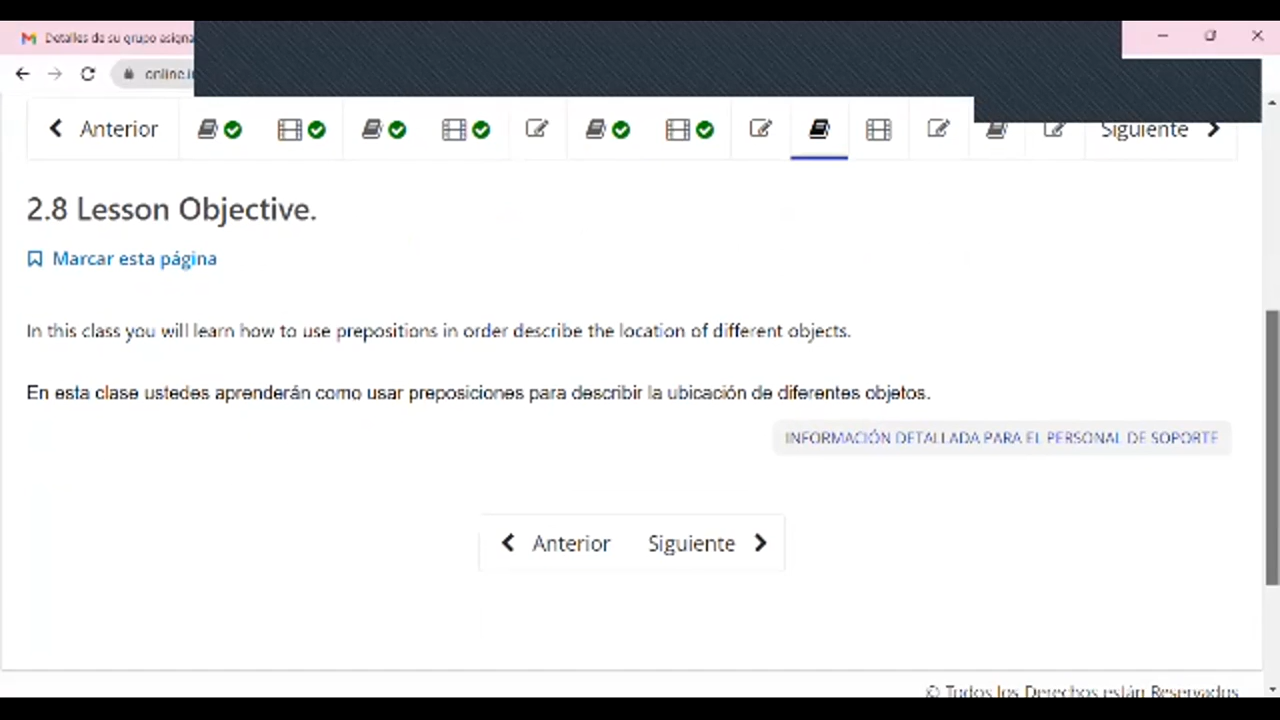 Detalles de su grupo asigna
online.i
Anterior
Siguiente
2.8 Lesson Objective.
Marcar esta página
In this class you will learn how to use prepositions in order describe the location of different objects.
En esta clase ustedes aprenderán como usar preposiciones para describir la ubicación de diferentes objetos.
INFORMACIÓN DETALLADA PARA EL PERSONAL DE SOPORTE
Anterior Siguiente
© Todos los Derechos están Reservados